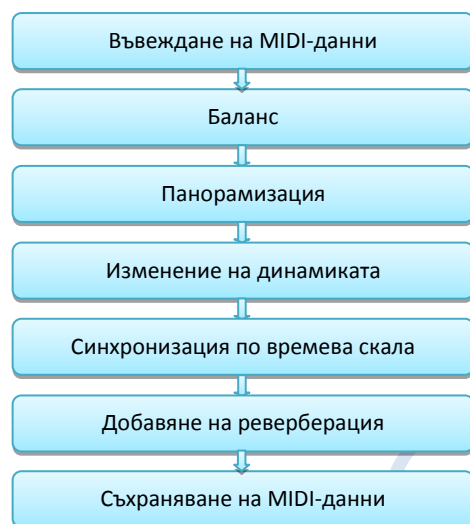 Въвеждане на MIDI-данни
Баланс
Панорамизация
Изменение на динамиката
Синхронизация по времева скала
Добавяне на реверберация
Съхраняване на MIDI-данни